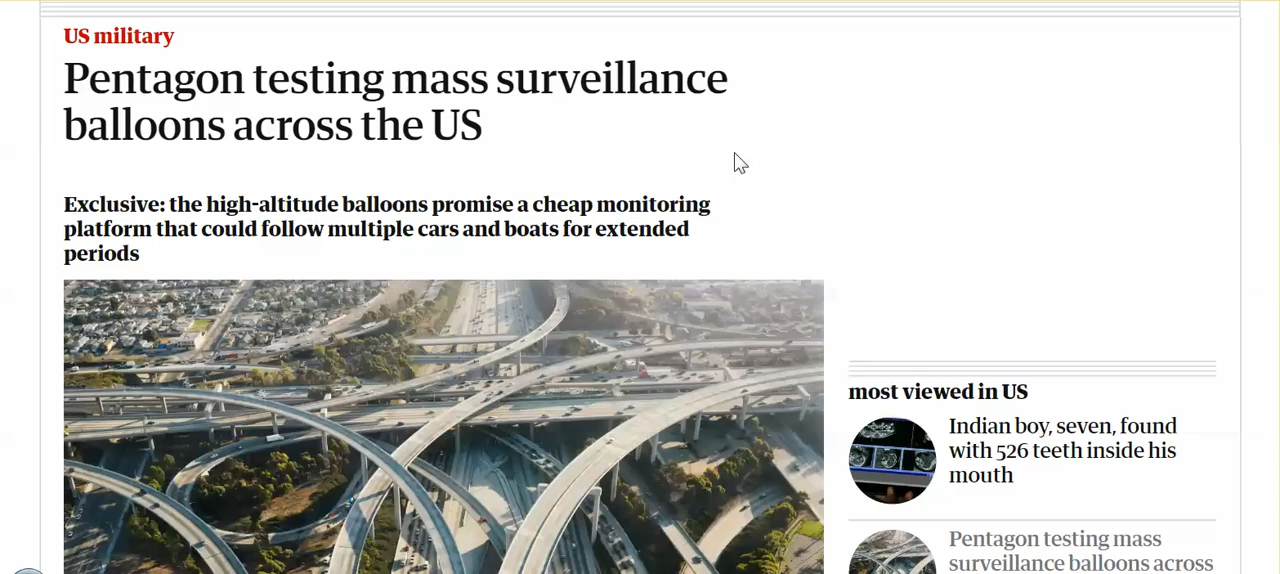 US military
Pentagon testing mass surveillance
balloons across the US
Exclusive: the high-altitude balloons promise a cheap monitoring
platform that could follow multiple cars and boats for extended
periods
most viewed in US
Indian boy, seven, found
with 526 teeth inside his
mouth
Pentagon testing mass
surveillance balloons across